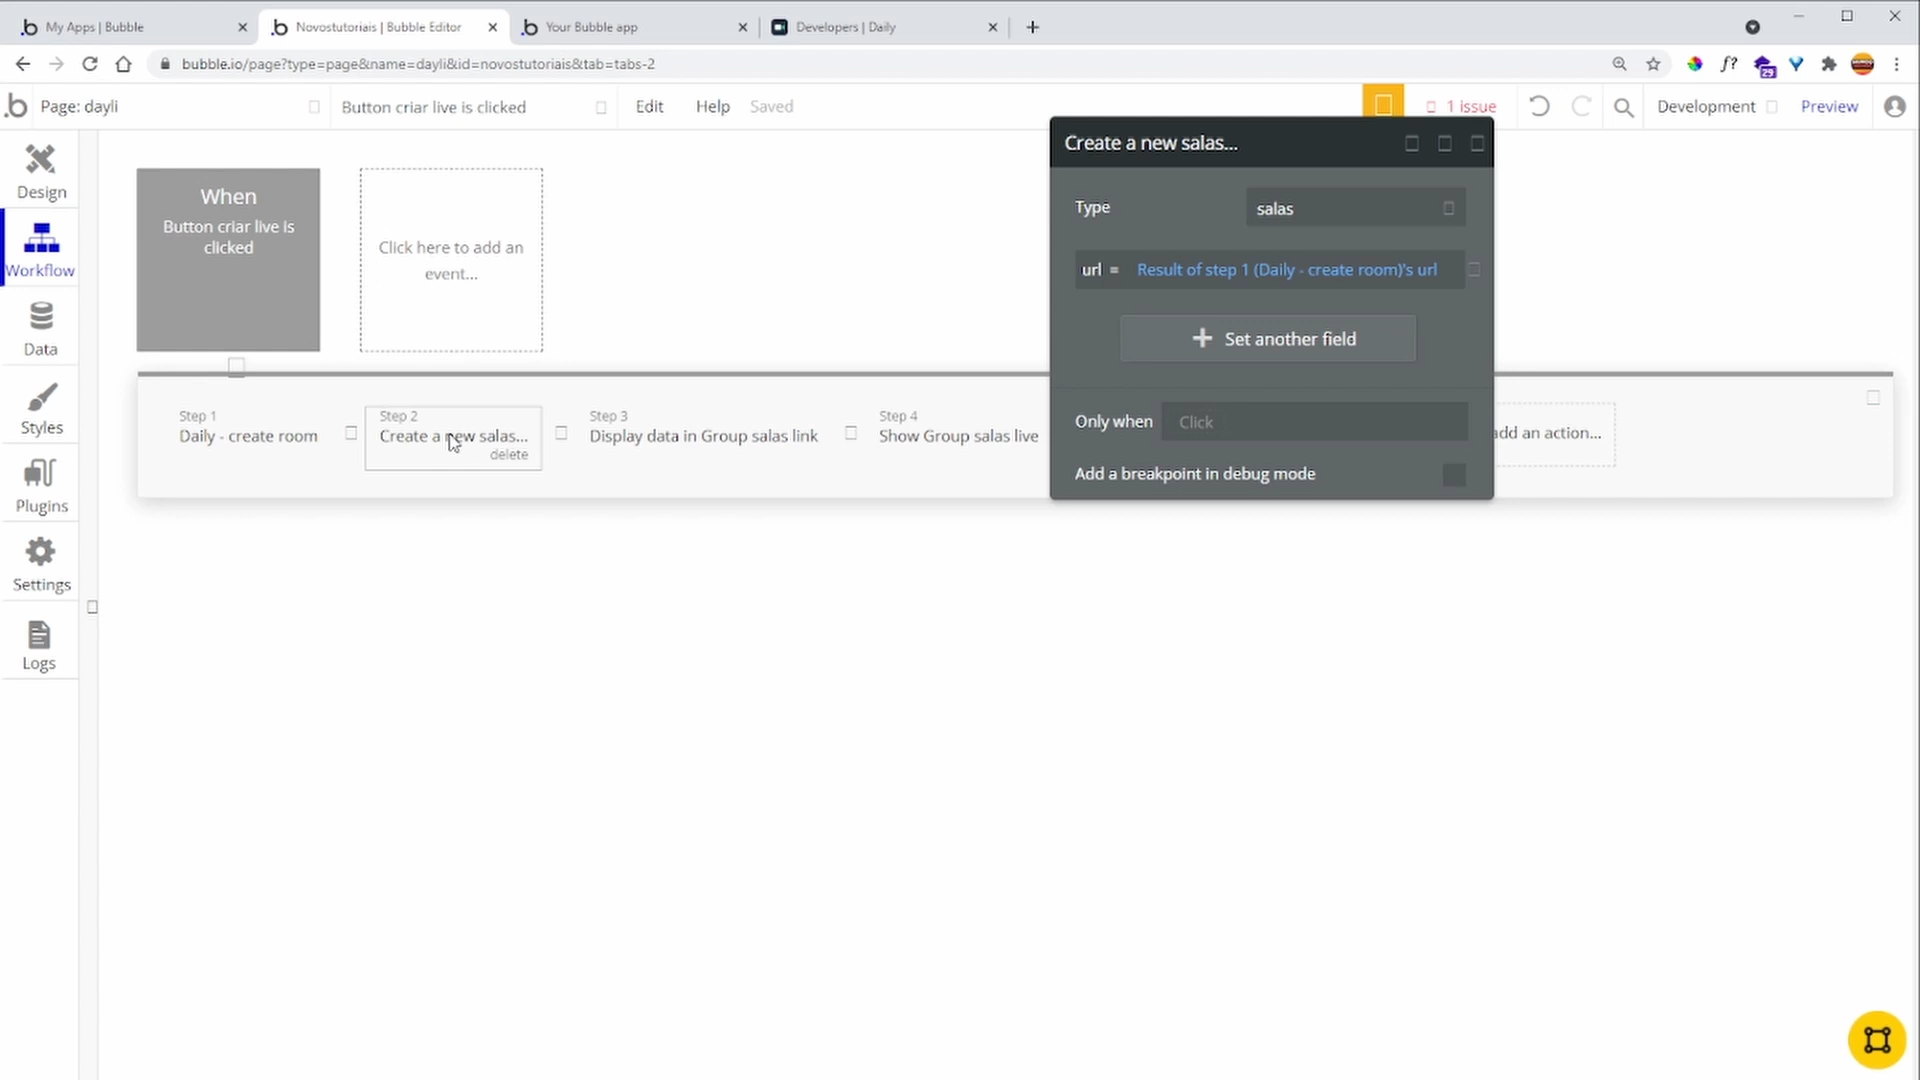 My Apps | Bubble
Novostutoriais | Bubble Editor
Your Bubble app
Developers | Daily
bubble.io/page?type=page&name=dayli&id=novostutoriais&tab=tabs-2
f?
29
Page: dayli
Button criar live is clicked
Edit
Help
Saved
1 issue
Development
Preview
Design
Workflow
Data
Styles
Plugins
Settings
Logs
When
Button criar live is
clicked
Click here to add an
event...
Create a new salas...
Type
salas
url =
Result of step 1 (Daily - create room)'s url
Set another field
Only when
Click
Add a breakpoint in debug mode
Step 1
Daily - create room
Step 2
Create a new salas...
delete
Step 3
Display data in Group salas link
Step 4
Show Group salas live
add an action...